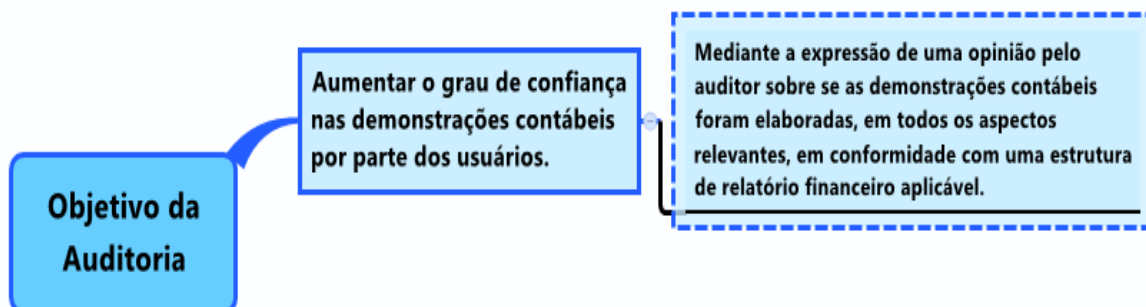 Objetivo da
Auditoria
Aumentar o grau de confiança
nas demonstrações contábeis
por parte dos usuários.
Mediante a expressão de uma opinião pelo
auditor sobre se as demonstrações contábeis
foram elaboradas, em todos os aspectos
relevantes, em conformidade com uma estrutura
de relatório financeiro aplicável.